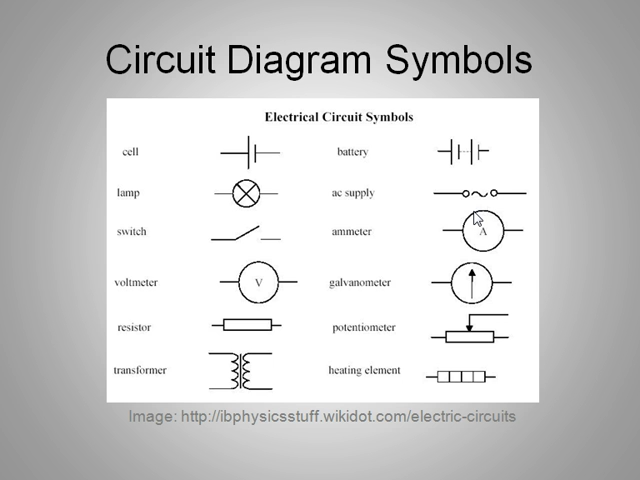 Circuit Diagram Symbols
Electrical Circuit Symbols
cell battery
lamp ac supply
switch ammeter A
voltmeter V galvanometer
resistor potentiometer
transformer heating element
Image: http://ibphysicsstuff.wikidot.com/electric-circuits